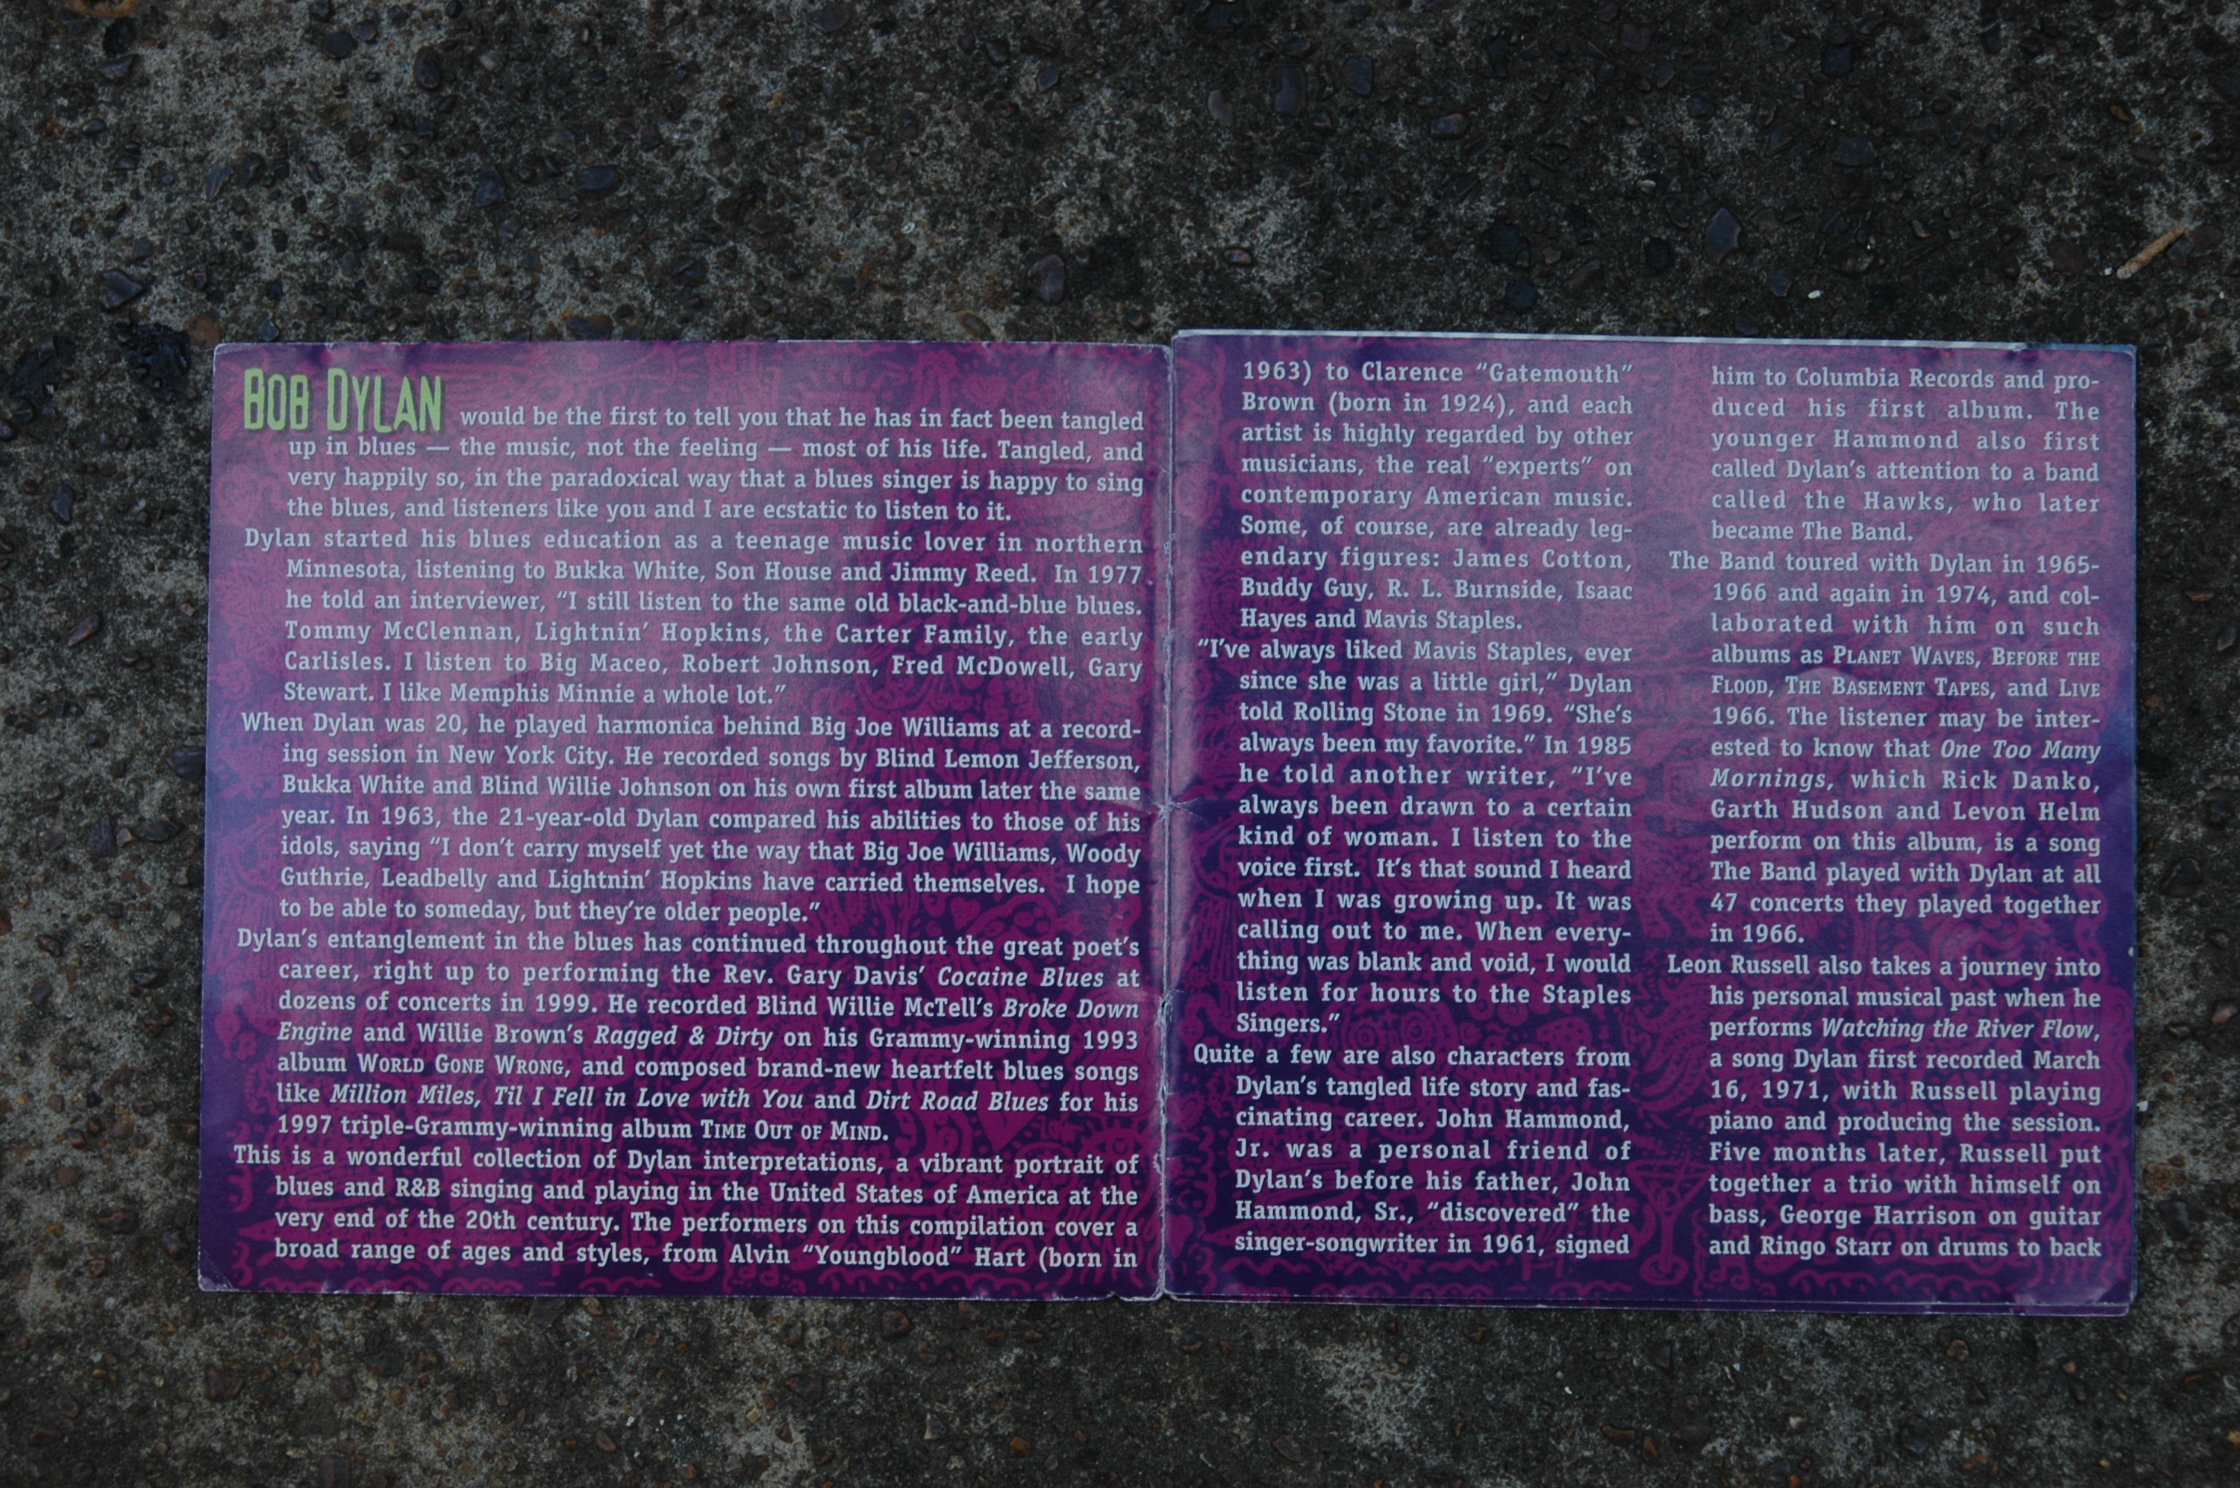 BOB DYLAN would be the first to tell you that he has in fact been tangled
up in blues — the music, not the feeling — most of his life. Tangled, and
very happily so, in the paradoxical way that a blues singer is happy to sing
the blues, and listeners like you and I are ecstatic to listen to it.
Dylan started his blues education as a teenage music lover in northern
Minnesota, listening to Bukka White, Son House and Jimmy Reed. In 1977,
he told an interviewer, "I still listen to the same old black-and-blue blues.
Tommy McClennan, Lightnin' Hopkins, the Carter Family, the early
Carlisles. I listen to Big Maceo, Robert Johnson, Fred McDowell, Gary
Stewart. I like Memphis Minnie a whole lot."
When Dylan was 20, he played harmonica behind Big Joe Williams at a record-
ing session in New York City. He recorded songs by Blind Lemon Jefferson,
Bukka White and Blind Willie Johnson on his own first album later the same
year. In 1963, the 21-year-old Dylan compared his abilities to those of his
idols, saying "I don't carry myself yet the way that Big Joe Williams, Woody
Guthrie, Leadbelly and Lightnin' Hopkins have carried themselves. I hope
to be able to someday, but they're older people."
Dylan's entanglement in the blues has continued throughout the great poet's
career, right up to performing the Rev. Gary Davis' Cocaine Blues at
dozens of concerts in 1999. He recorded Blind Willie McTell's Broke Down
Engine and Willie Brown's Ragged & Dirty on his Grammy-winning 1993
album WORLD GONE WRONG, and composed brand-new heartfelt blues songs
like Million Miles, Til I Fell in Love with You and Dirt Road Blues for his
1997 triple-Grammy-winning album TIME OUT OF MIND.
This is a wonderful collection of Dylan interpretations, a vibrant portrait of
blues and R&B singing and playing in the United States of America at the
very end of the 20th century. The performers on this compilation cover a
broad range of ages and styles, from Alvin "Youngblood" Hart (born in
1963) to Clarence "Gatemouth"
Brown (born in 1924), and each
artist is highly regarded by other
musicians, the real "experts" on
contemporary American music.
Some, of course, are already leg-
endary figures: James Cotton,
Buddy Guy, R. L. Burnside, Isaac
Hayes and Mavis Staples.
"I've always liked Mavis Staples, ever
since she was a little girl," Dylan
told Rolling Stone in 1969. "She's
always been my favorite." In 1985
he told another writer, "I've
always been drawn to a certain
kind of woman. I listen to the
voice first. It's that sound I heard
when I was growing up. It was
calling out to me. When every-
thing was blank and void, I would
listen for hours to the Staples
Singers."
Quite a few are also characters from
Dylan's tangled life story and fas-
cinating career. John Hammond,
Jr. was a personal friend of
Dylan's before his father, John
Hammond, Sr., "discovered" the
singer-songwriter in 1961, signed
him to Columbia Records and pro-
duced his first album. The
younger Hammond also first
called Dylan's attention to a band
called the Hawks, who later
became The Band.
The Band toured with Dylan in 1965-
1966 and again in 1974, and col-
laborated with him on such
albums as PLANET WAVES, BEFORE THE
FLOOD, THE BASEMENT TAPES, and LIVE
1966. The listener may be inter-
ested to know that One Too Many
Mornings, which Rick Danko,
Garth Hudson and Levon Helm
perform on this album, is a song
The Band played with Dylan at all
47 concerts they played together
in 1966.
Leon Russell also takes a journey into
his personal musical past when he
performs Watching the River Flow,
a song Dylan first recorded March
16, 1971, with Russell playing
piano and producing the session.
Five months later, Russell put
together a trio with himself on
bass, George Harrison on guitar
and Ringo Starr on drums to back